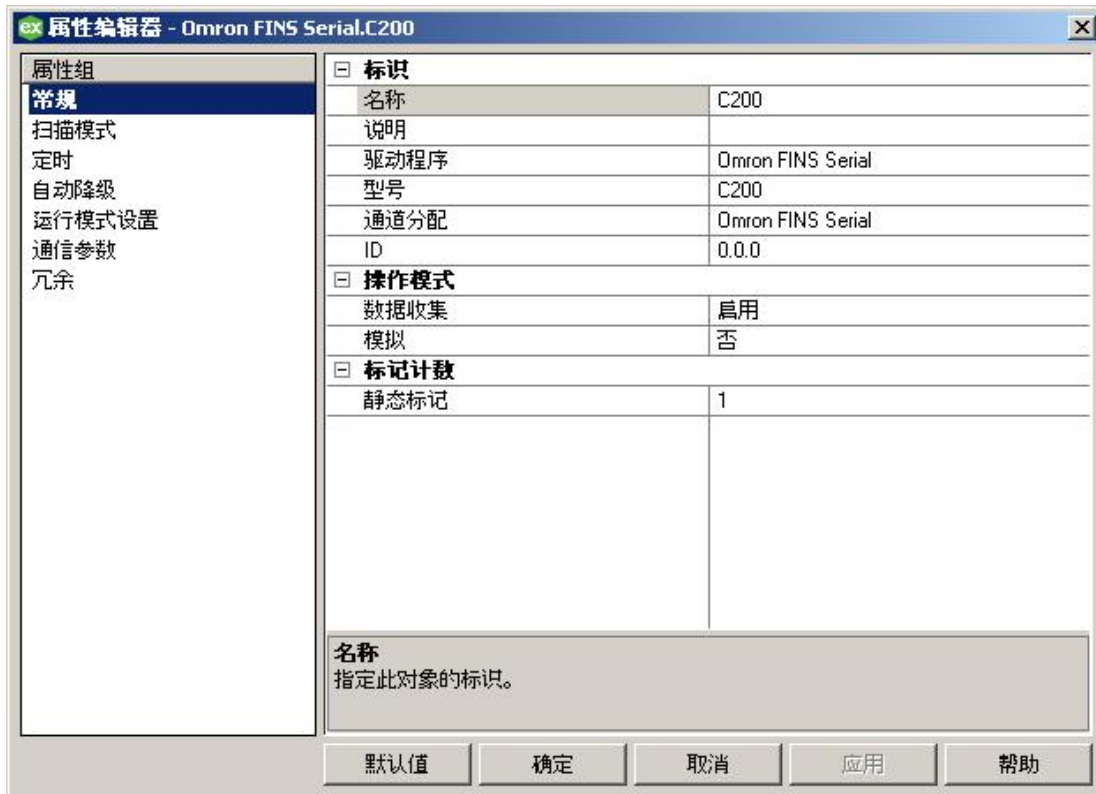 ex 属性编辑器 - Omron FINS Serial.C200
属性组
常规
扫描模式
定时
自动降级
运行模式设置
通信参数
冗余
标识
名称 C200
说明
驱动程序 Omron FINS Serial
型号 C200
通道分配 Omron FINS Serial
ID 0.0.0
操作模式
数据收集 启用
模拟 否
标记计数
静态标记 1
名称
指定此对象的标识。
默认值 确定 取消 应用 帮助